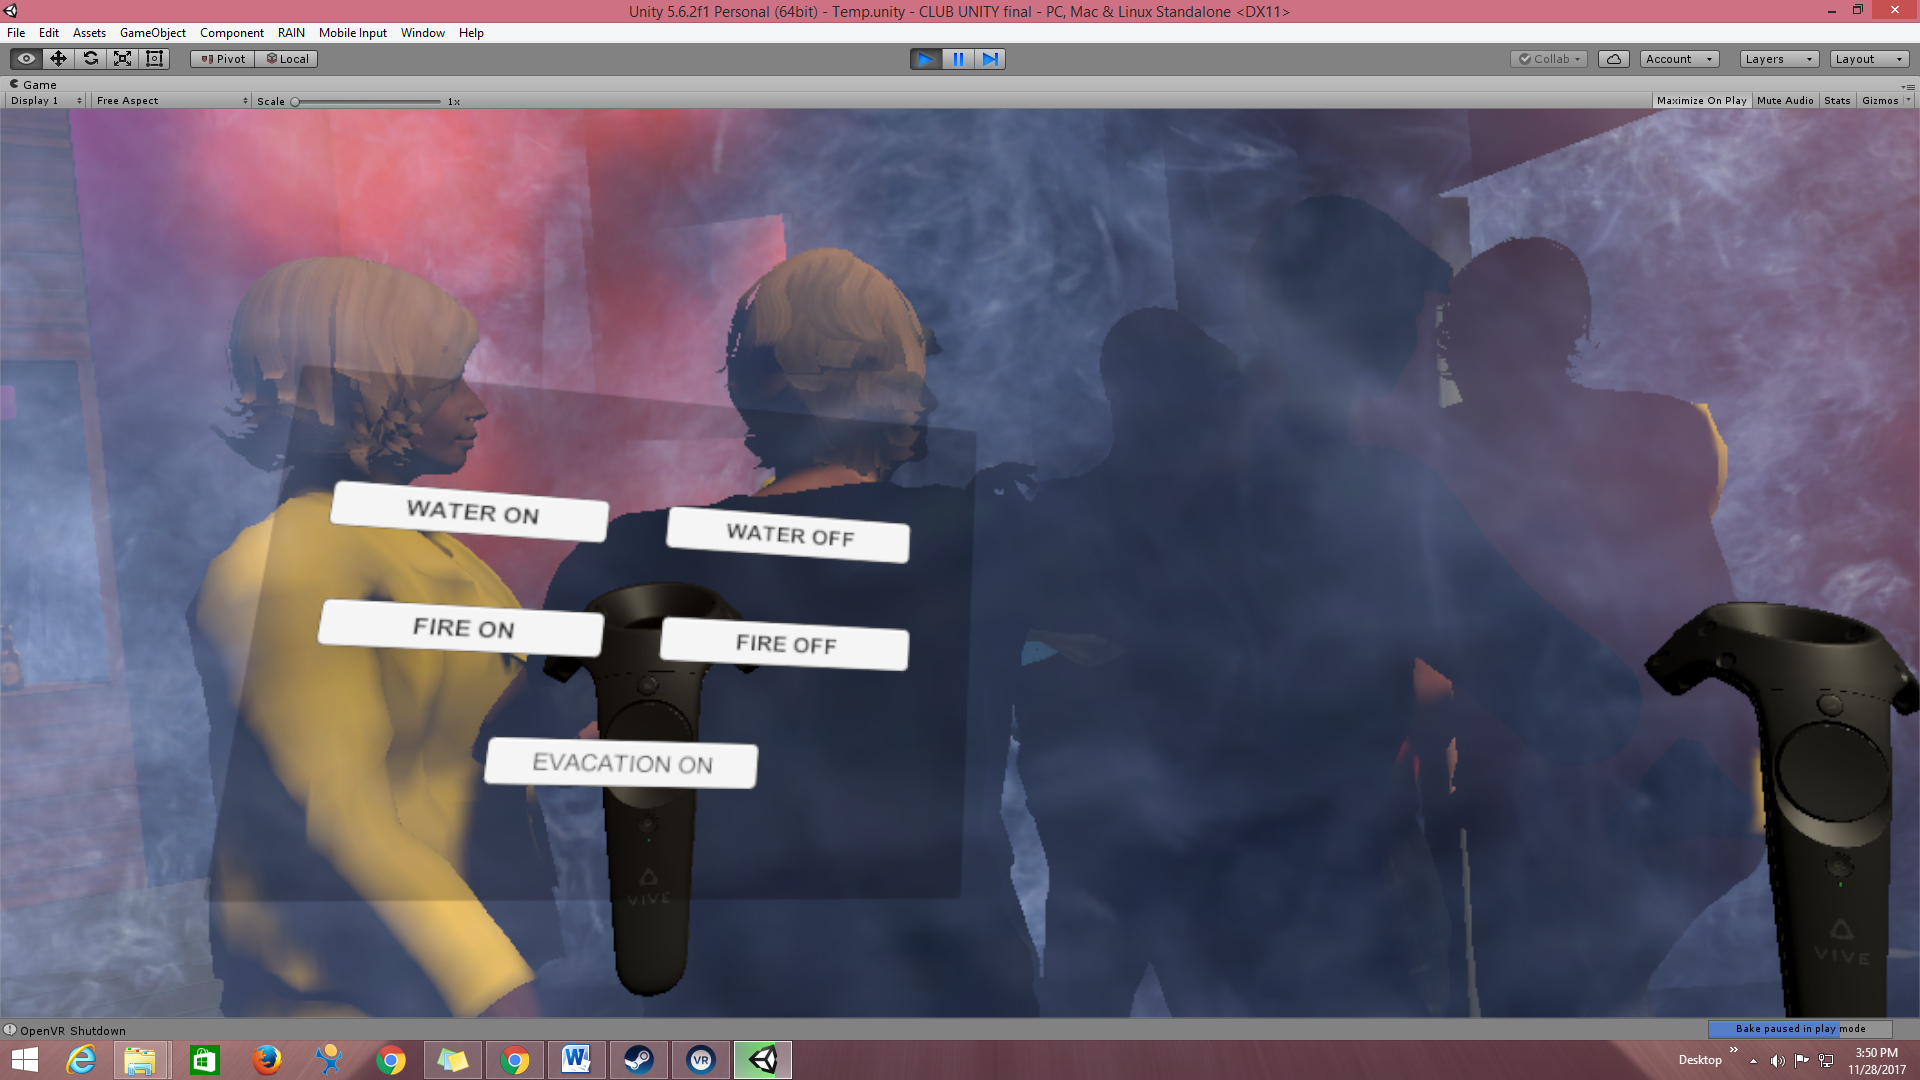 Unity 5.6.2f1 Personal (64bit) - Temp.unity - CLUB UNITY final - PC, Mac & Linux Standalone <DX11>
File Edit Assets GameObject Component RAIN Mobile Input Window Help
Pivot Local Collab Account Layers Layout
Game
Display 1 Free Aspect Scale 1x Maximize On Play Mute Audio Stats Gizmos
WATER ON WATER OFF
FIRE ON FIRE OFF
EVACATION ON
VIVE
VIVE
OpenVR Shutdown Bake paused in play mode
W VR Desktop 3:50 PM
11/28/2017